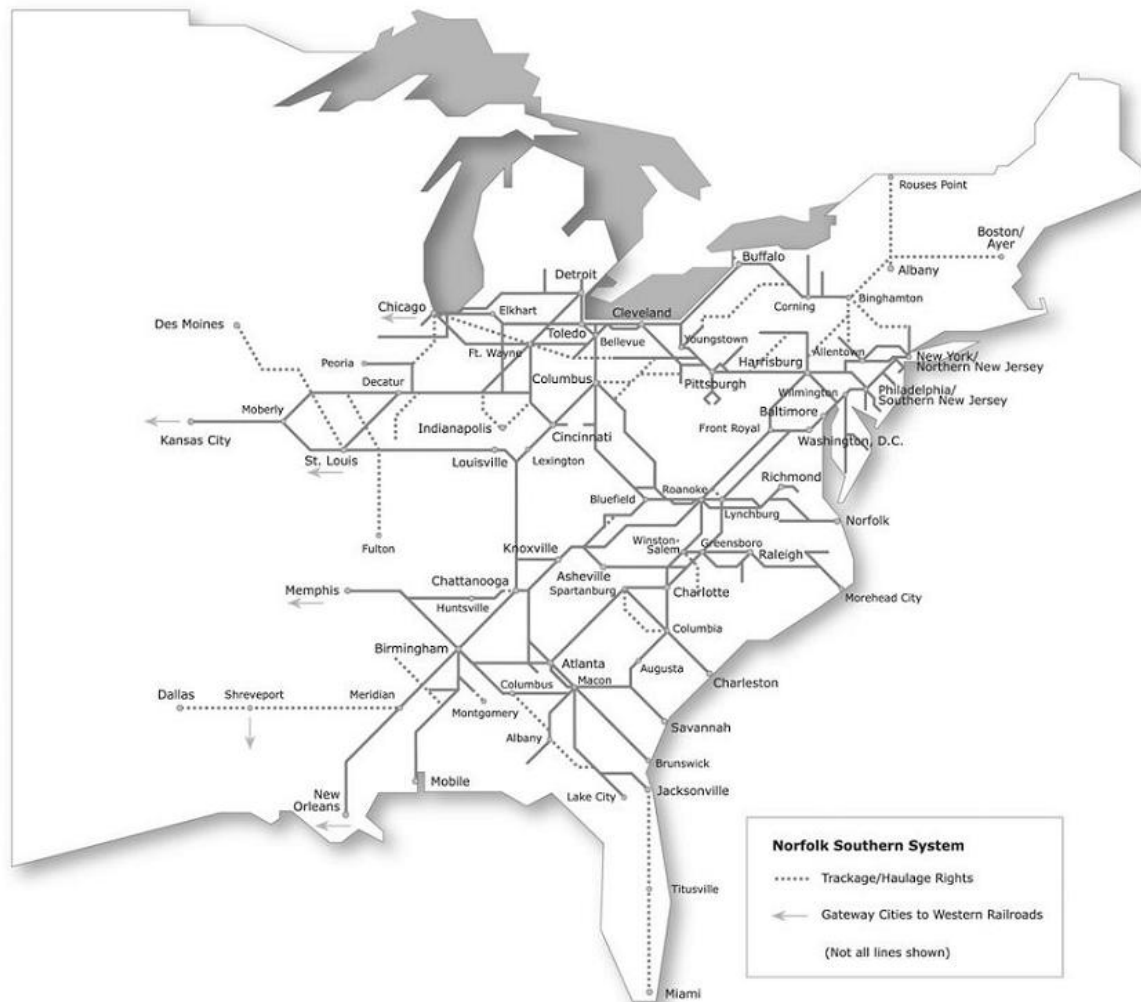 Rouses Point
Boston/
Ayer
Buffalo
Albany
Detroit
Chicago
Elkhart
Cleveland
Corning
Binghamton
Des Moines
Toledo
Bellevue
Youngstown
Ft. Wayne
Harrisburg
Allentown
New York/
Northern New Jersey
Peoria
Decatur
Columbus
Pittsburgh
Wilmington
Philadelphia/
Southern New Jersey
Moberly
Kansas City
Indianapolis
Cincinnati
Baltimore
Front Royal
Washington, D.C.
St. Louis
Louisville
Lexington
Richmond
Roanoke
Bluefield
Lynchburg
Norfolk
Fulton
Knoxville
Winston-
Salem
Greensboro
Raleigh
Asheville
Memphis
Chattanooga
Spartanburg
Charlotte
Morehead City
Huntsville
Columbia
Birmingham
Atlanta
Augusta
Charleston
Dallas
Shreveport
Meridian
Columbus
Macon
Montgomery
Savannah
Albany
Brunswick
Mobile
New
Orleans
Lake City
Jacksonville
Titusville
Miami
Norfolk Southern System
Trackage/Haulage Rights
Gateway Cities to Western Railroads
(Not all lines shown)